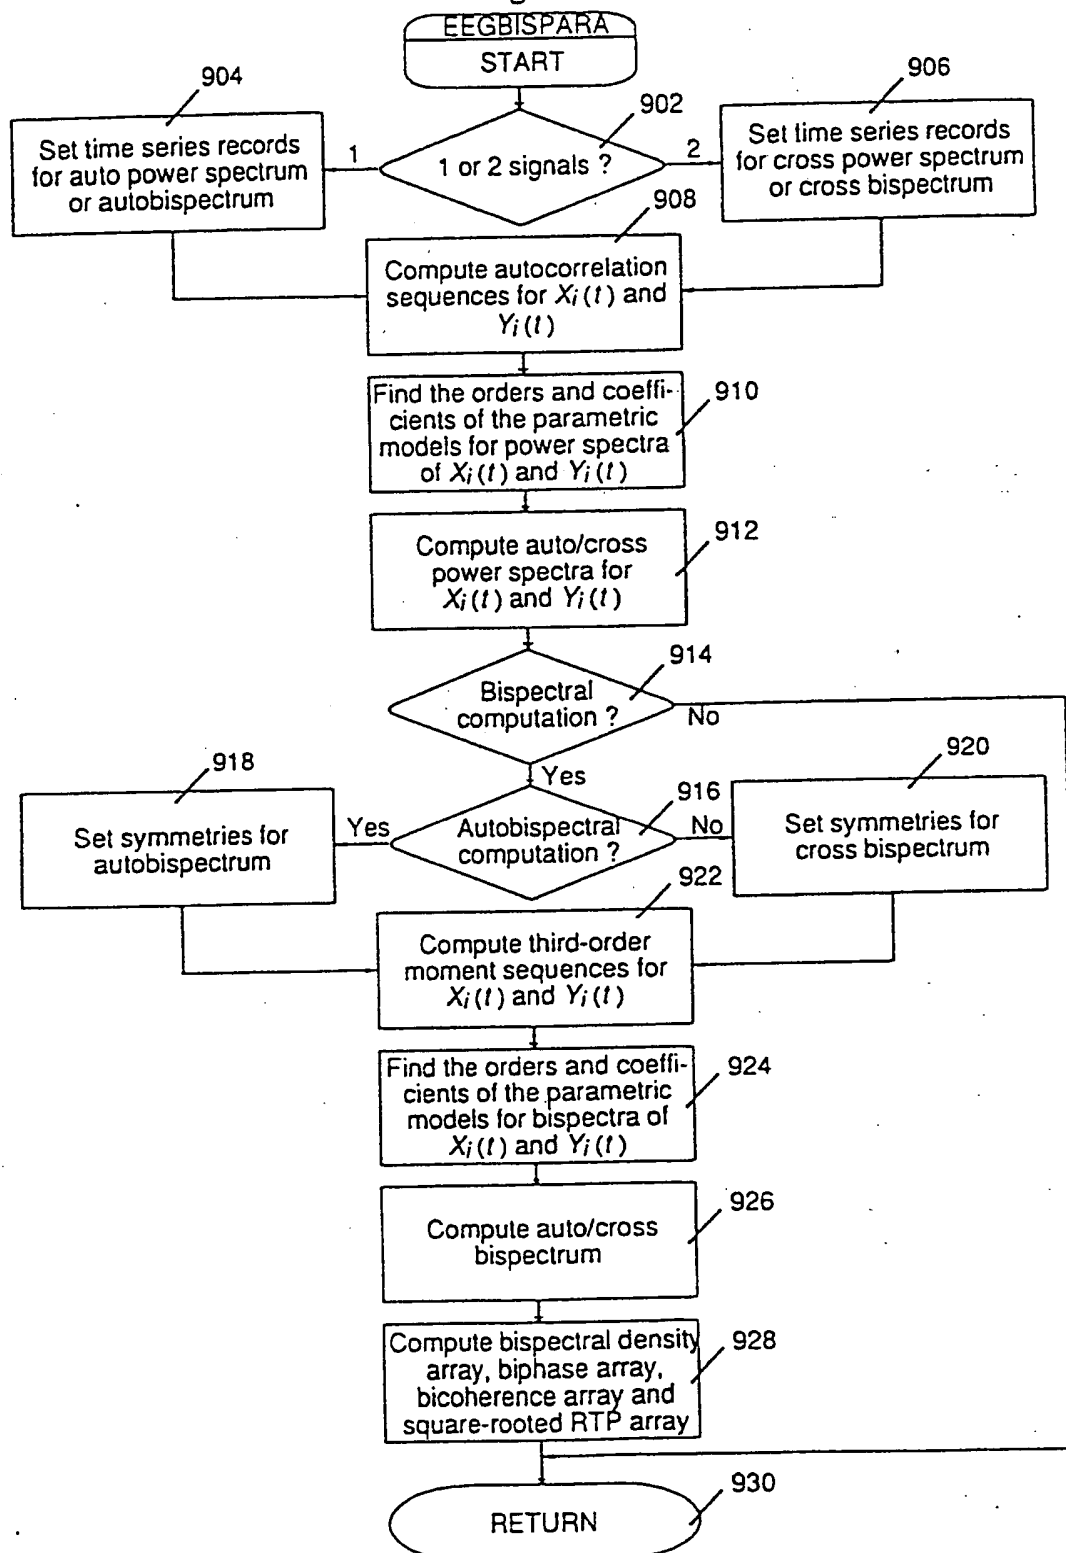 EEGBISPARA
START
904
902
906
Set time series records
for auto power spectrum
or autobispectrum
1
1 or 2 signals ?
2
Set time series records
for cross power spectrum
or cross bispectrum
908
Compute autocorrelation
sequences for Xi(t) and
Yi(t)
910
Find the orders and coeffi-
cients of the parametric
models for power spectra
of Xi(t) and Yi(t)
912
Compute auto/cross
power spectra for
Xi(t) and Yi(t)
914
Bispectral
computation ?
No
Yes
918
916
920
Set symmetries for
autobispectrum
Yes
Autobispectral
computation ?
No
Set symmetries for
cross bispectrum
922
Compute third-order
moment sequences for
Xi(t) and Yi(t)
924
Find the orders and coeffi-
cients of the parametric
models for bispectra of
Xi(t) and Yi(t)
926
Compute auto/cross
bispectrum
928
Compute bispectral density
array, biphase array,
bicoherence array and
square-rooted RTP array
930
RETURN